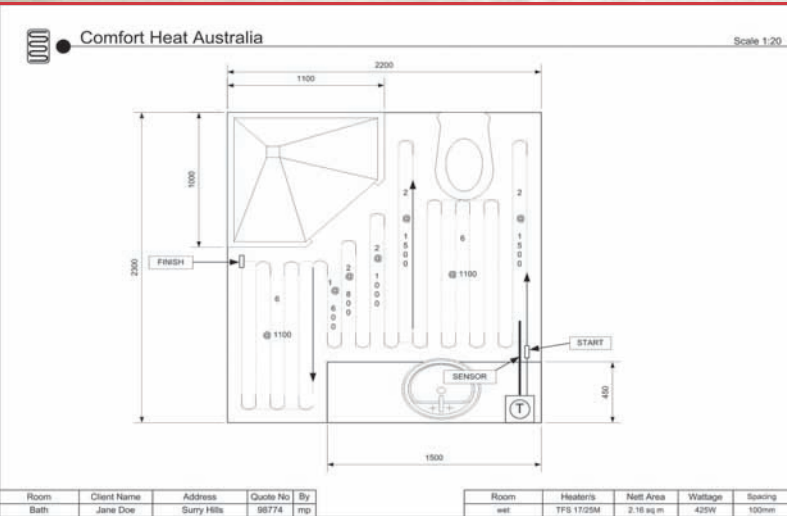 Comfort Heat Australia
Scale 1:20
2200
1100
1000
2300
FINISH
6
@ 1100
1 @ 600
2 @ 800
2 @ 1000
2 @ 1500
6
@ 1100
2 @ 1500
START
SENSOR
T
450
1500
Room Client Name Address Quote No By
Bath Jane Doe Surry Hills 98774 mp
Room Heater/s Nett Area Wattage Spacing
wet TFS 17/25M 2.16 sq m 425W 100mm